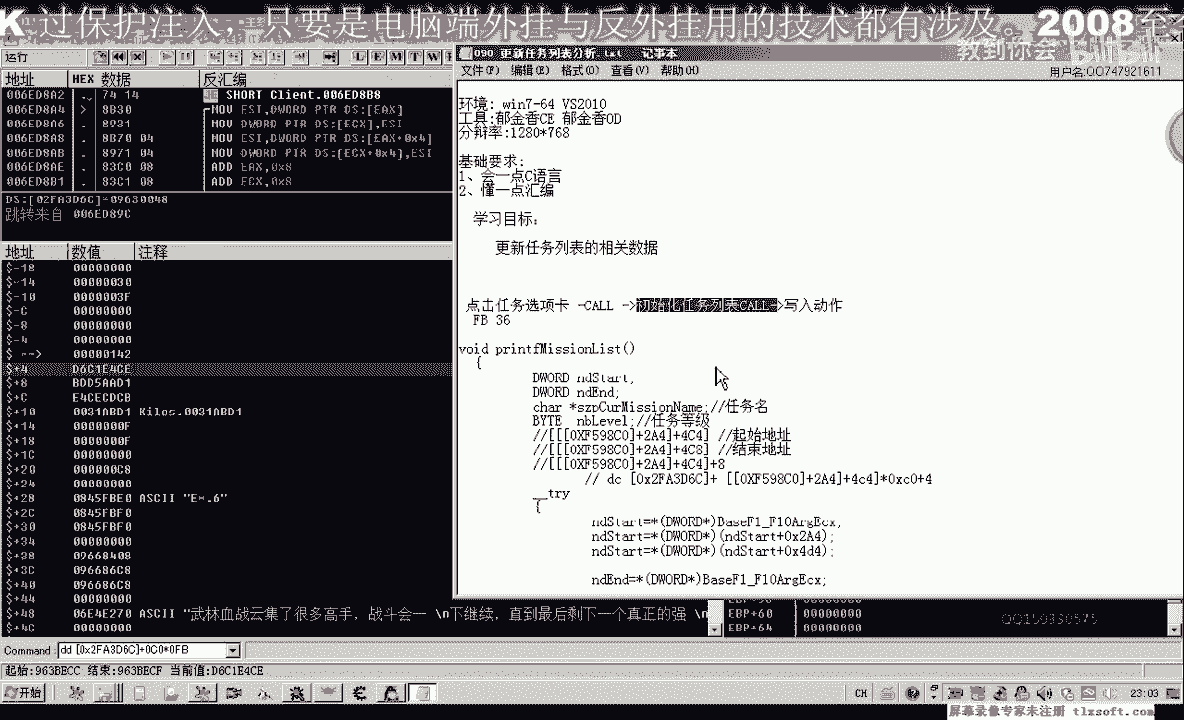 K 过保护注入，只要是电脑端外挂与反外挂用的技术都有涉及。2008至
教到你会
运行
地址 HEX 数据 反汇编
006ED8A2 . 74 14 JE SHORT Client.006ED8B8
006ED8A4 > 8B30 MOV ESI,DWORD PTR DS:[EAX]
006ED8A6 . 8931 MOV DWORD PTR DS:[ECX],ESI
006ED8A8 . 8B70 04 MOV ESI,DWORD PTR DS:[EAX+0x4]
006ED8AB . 8971 04 MOV DWORD PTR DS:[ECX+0x4],ESI
006ED8AE . 83C0 08 ADD EAX,0x8
006ED8B1 . 83C1 08 ADD ECX,0x8
DS:[02FA3D6C]=09630048
跳转来自 006ED89C
地址 数值 注释
$-18 00000000
$-14 00000030
$-10 0000003F
$-C 00000000
$-8 00000000
$-4 00000000
$ ==> 00000142
$+4 D6C1E4CE
$+8 BDD5AAD1
$+C E4CECDCB
$+10 0031ABD1 Kilos.0031ABD1
$+14 0000000F
$+18 0000000F
$+1C 00000000
$+20 000000C8
$+24 00000000
$+28 0845FBE0 ASCII "E*.6"
$+2C 0845FBF0
$+30 0845FBF0
$+34 00000000
$+38 09668408
$+3C 096686C8
$+40 096686C8
$+44 00000000
$+48 06E4E270 ASCII "武林血战云集了很多高手，战斗会一 \n下继续，直到最后剩下一个真正的强 \n
$+4C 00000000
EBP+60 00000000
EBP+64 00000000
Command: dd [0x2FA3D6C]+0C0*0FB
起始:963BECC 结束:963BECF 当前值:D6C1E4CE
开始
CH
23:03
屏幕录像专家未注册 tlxsoft.com
090 更新任务列表分析.txt - 记事本
文件(F) 编辑(E) 格式(O) 查看(V) 帮助(H)
用户名:QQ747921611
环境: win7-64 VS2010
工具:郁金香CE 郁金香OD
分辩率:1280*768
基础要求:
1、会一点C语言
2、懂一点汇编
学习目标:
更新任务列表的相关数据
点击任务选项卡 -CALL ->初始化任务列表CALL->写入动作
FB 36
void printfMissionList()
{
DWORD ndStart,
DWORD ndEnd;
char *szpCurMissionName;//任务名
BYTE nbLevel;//任务等级
//[[[0XF598C0]+2A4]+4C4] //起始地址
//[[[0XF598C0]+2A4]+4C8] //结束地址
//[[[0XF598C0]+2A4]+4C4]+8
// dc [0x2FA3D6C]+ [[0XF598C0]+2A4]+4c4]*0xc0+4
__try
{
ndStart=*(DWORD*)BaseF1_F10ArgEcx,
ndStart=*(DWORD*)(ndStart+0x2A4);
ndStart=*(DWORD*)(ndStart+0x4d4);
ndEnd=*(DWORD*)BaseF1_F10ArgEcx;